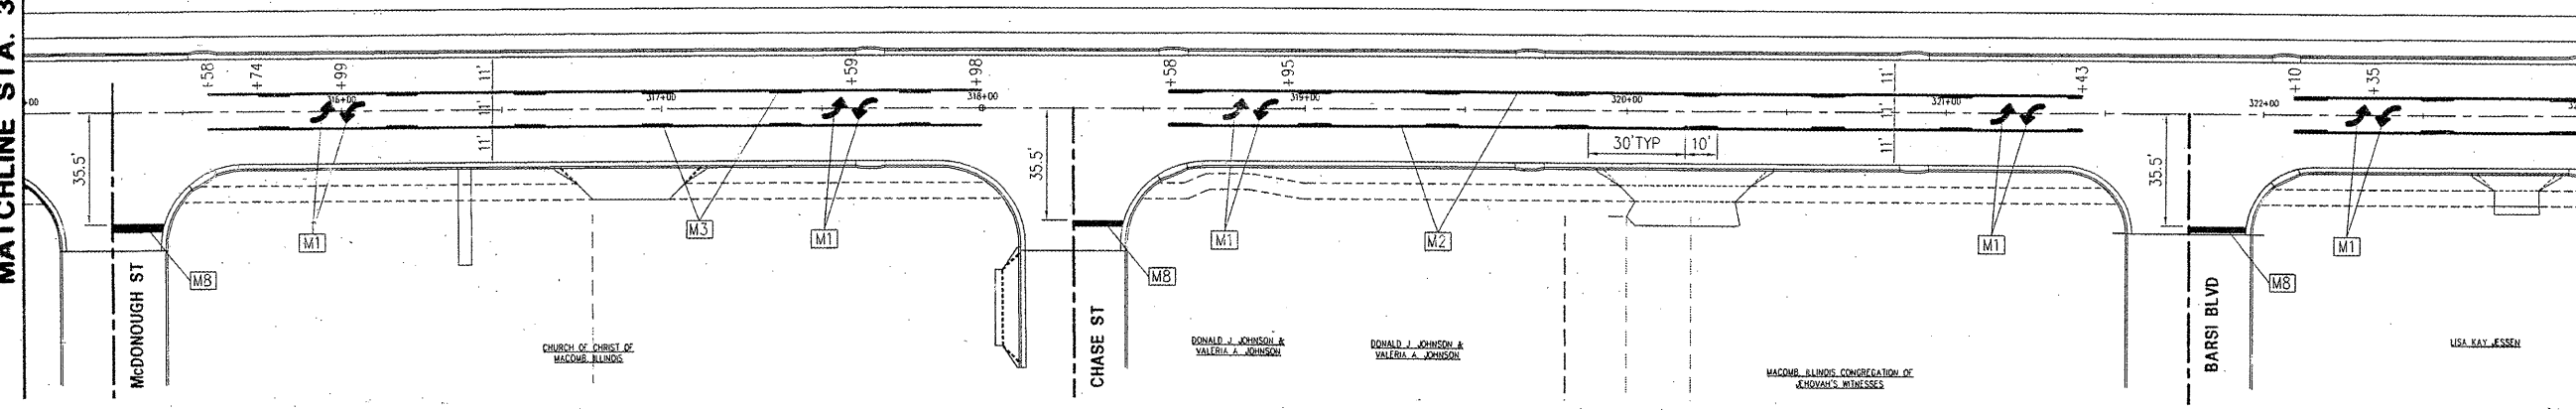 MATCHLINE STA. 3
+00
+58
+74
+99
11'
+59
+98
+58
+95
11'
+43
+10
+35
316+00
317+00
11'
318+00
319+00
320+00
11'
321+00
322+00
35.5'
11'
35.5'
30'TYP
10'
11'
35.5'
M1
M3
M1
M1
M2
M1
M1
M8
M8
M8
McDONOUGH ST
CHASE ST
BARSI BLVD
CHURCH OF CHRIST OF
MACOMB, ILLINOIS
DONALD J. JOHNSON &
VALERIA A. JOHNSON
DONALD J. JOHNSON &
VALERIA A. JOHNSON
MACOMB, ILLINOIS CONGREGATION OF
JEHOVAH'S WITNESSES
LISA KAY JESSEN